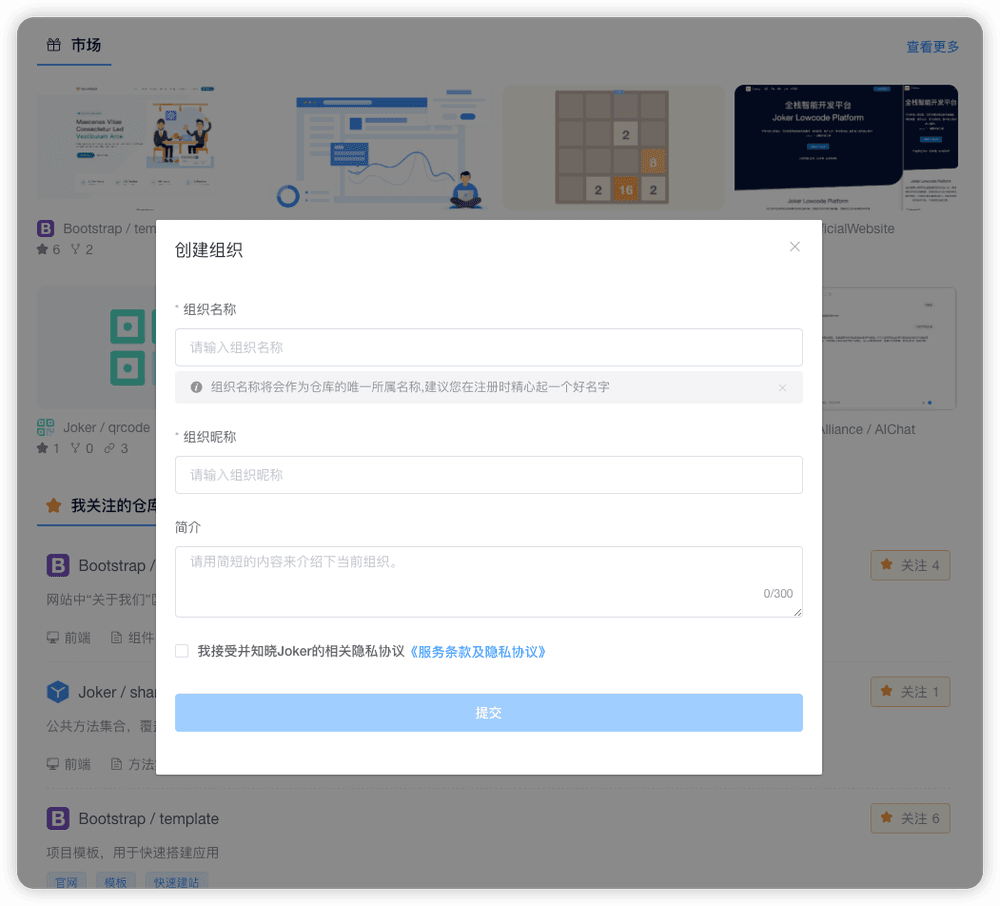 市场
查看更多
Maecenas Vitae
Consectetur Led
Vestibulum Ante
2
8
2 16 2
全栈智能开发平台
Joker Lowcode Platform
Joker Lowcode Platform
全栈智能开发平台
Joker Lowcode Platform
Bootstrap / tem
icialWebsite
6 2
创建组织
* 组织名称
请输入组织名称
组织名称将会作为仓库的唯一所属名称,建议您在注册时精心起一个好名字
Joker / qrcode
lliance / AIChat
1 0 3
* 组织昵称
请输入组织昵称
我关注的仓库
简介
请用简短的内容来介绍下当前组织。
0/300
Bootstrap /
关注 4
网站中“关于我们”
前端 组件
我接受并知晓Joker的相关隐私协议《服务条款及隐私协议》
提交
Joker / shar
关注 1
公共方法集合，覆
前端 方法
Bootstrap / template
关注 6
项目模板，用于快速搭建应用
官网 模板 快速建站